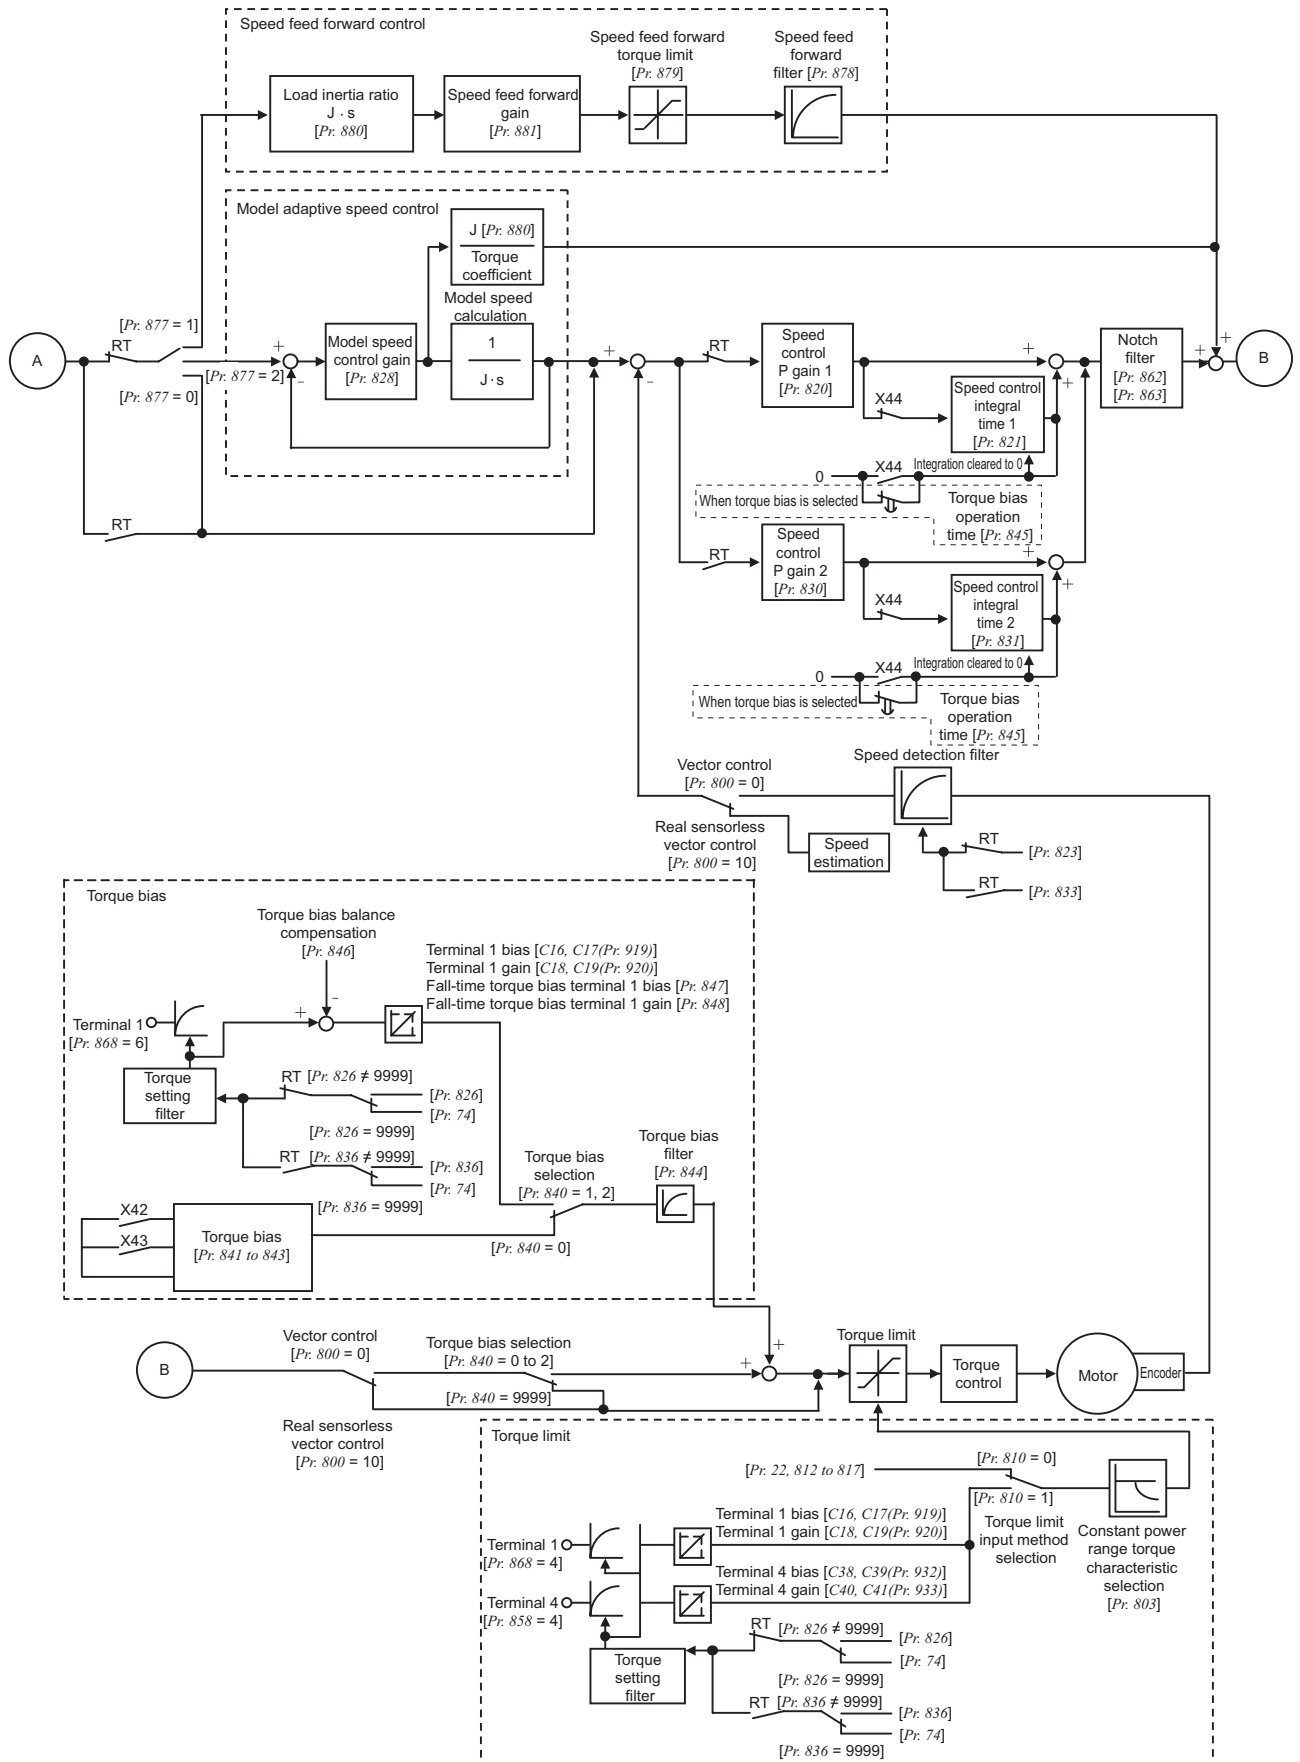 Speed feed forward control
Speed feed forward
torque limit
[Pr. 879]
Speed feed
forward
filter [Pr. 878]
Load inertia ratio
J · s
[Pr. 880]
Speed feed forward
gain
[Pr. 881]
Model adaptive speed control
J [Pr. 880]
Torque
coefficient
Model speed
calculation
[Pr. 877 = 1]
RT
A
[Pr. 877 = 2]
[Pr. 877 = 0]
+
-
Model speed
control gain
[Pr. 828]
1
J·s
+
-
RT
Speed
control
P gain 1
[Pr. 820]
+
+
Notch
filter
[Pr. 862]
[Pr. 863]
+
+
B
X44
Speed control
integral
time 1
[Pr. 821]
0
X44
Integration cleared to 0
When torque bias is selected
Torque bias
operation
time [Pr. 845]
RT
RT
Speed
control
P gain 2
[Pr. 830]
+
+
X44
Speed control
integral
time 2
[Pr. 831]
0
X44
Integration cleared to 0
When torque bias is selected
Torque bias
operation
time [Pr. 845]
Speed detection filter
Vector control
[Pr. 800 = 0]
Real sensorless
vector control
[Pr. 800 = 10]
Speed
estimation
RT
[Pr. 823]
RT
[Pr. 833]
Torque bias
Torque bias balance
compensation
[Pr. 846]
Terminal 1 bias [C16, C17(Pr. 919)]
Terminal 1 gain [C18, C19(Pr. 920)]
Fall-time torque bias terminal 1 bias [Pr. 847]
Fall-time torque bias terminal 1 gain [Pr. 848]
-
+
Terminal 1
[Pr. 868 = 6]
Torque
setting
filter
RT [Pr. 826 ≠ 9999]
[Pr. 826]
[Pr. 74]
[Pr. 826 = 9999]
RT [Pr. 836 ≠ 9999]
[Pr. 836]
[Pr. 74]
[Pr. 836 = 9999]
Torque bias
selection
[Pr. 840 = 1, 2]
[Pr. 840 = 0]
Torque bias
filter
[Pr. 844]
X42
X43
Torque bias
[Pr. 841 to 843]
B
Vector control
[Pr. 800 = 0]
Real sensorless
vector control
[Pr. 800 = 10]
Torque bias selection
[Pr. 840 = 0 to 2]
[Pr. 840 = 9999]
+
+
Torque limit
Torque
control
Motor
Encoder
Torque limit
[Pr. 22, 812 to 817]
[Pr. 810 = 0]
[Pr. 810 = 1]
Torque limit
input method
selection
Constant power
range torque
characteristic
selection
[Pr. 803]
Terminal 1 bias [C16, C17(Pr. 919)]
Terminal 1 gain [C18, C19(Pr. 920)]
Terminal 1
[Pr. 868 = 4]
Terminal 4 bias [C38, C39(Pr. 932)]
Terminal 4 gain [C40, C41(Pr. 933)]
Terminal 4
[Pr. 858 = 4]
Torque
setting
filter
RT [Pr. 826 ≠ 9999]
[Pr. 826]
[Pr. 74]
[Pr. 826 = 9999]
RT [Pr. 836 ≠ 9999]
[Pr. 836]
[Pr. 74]
[Pr. 836 = 9999]